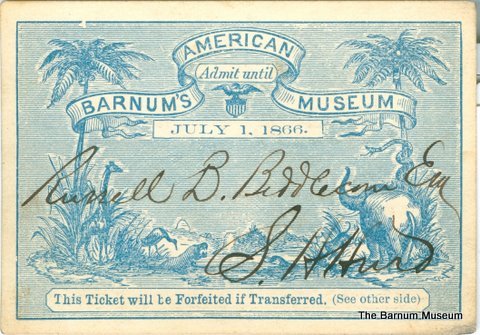 AMERICAN
(Admit until)
BARNUM'S MUSEUM
JULY 1, 1866.
Russell B. Biddlecom Esq
S. H. Hurd
This Ticket will be Forfeited if Transferred. (See other side)
The Barnum Museum